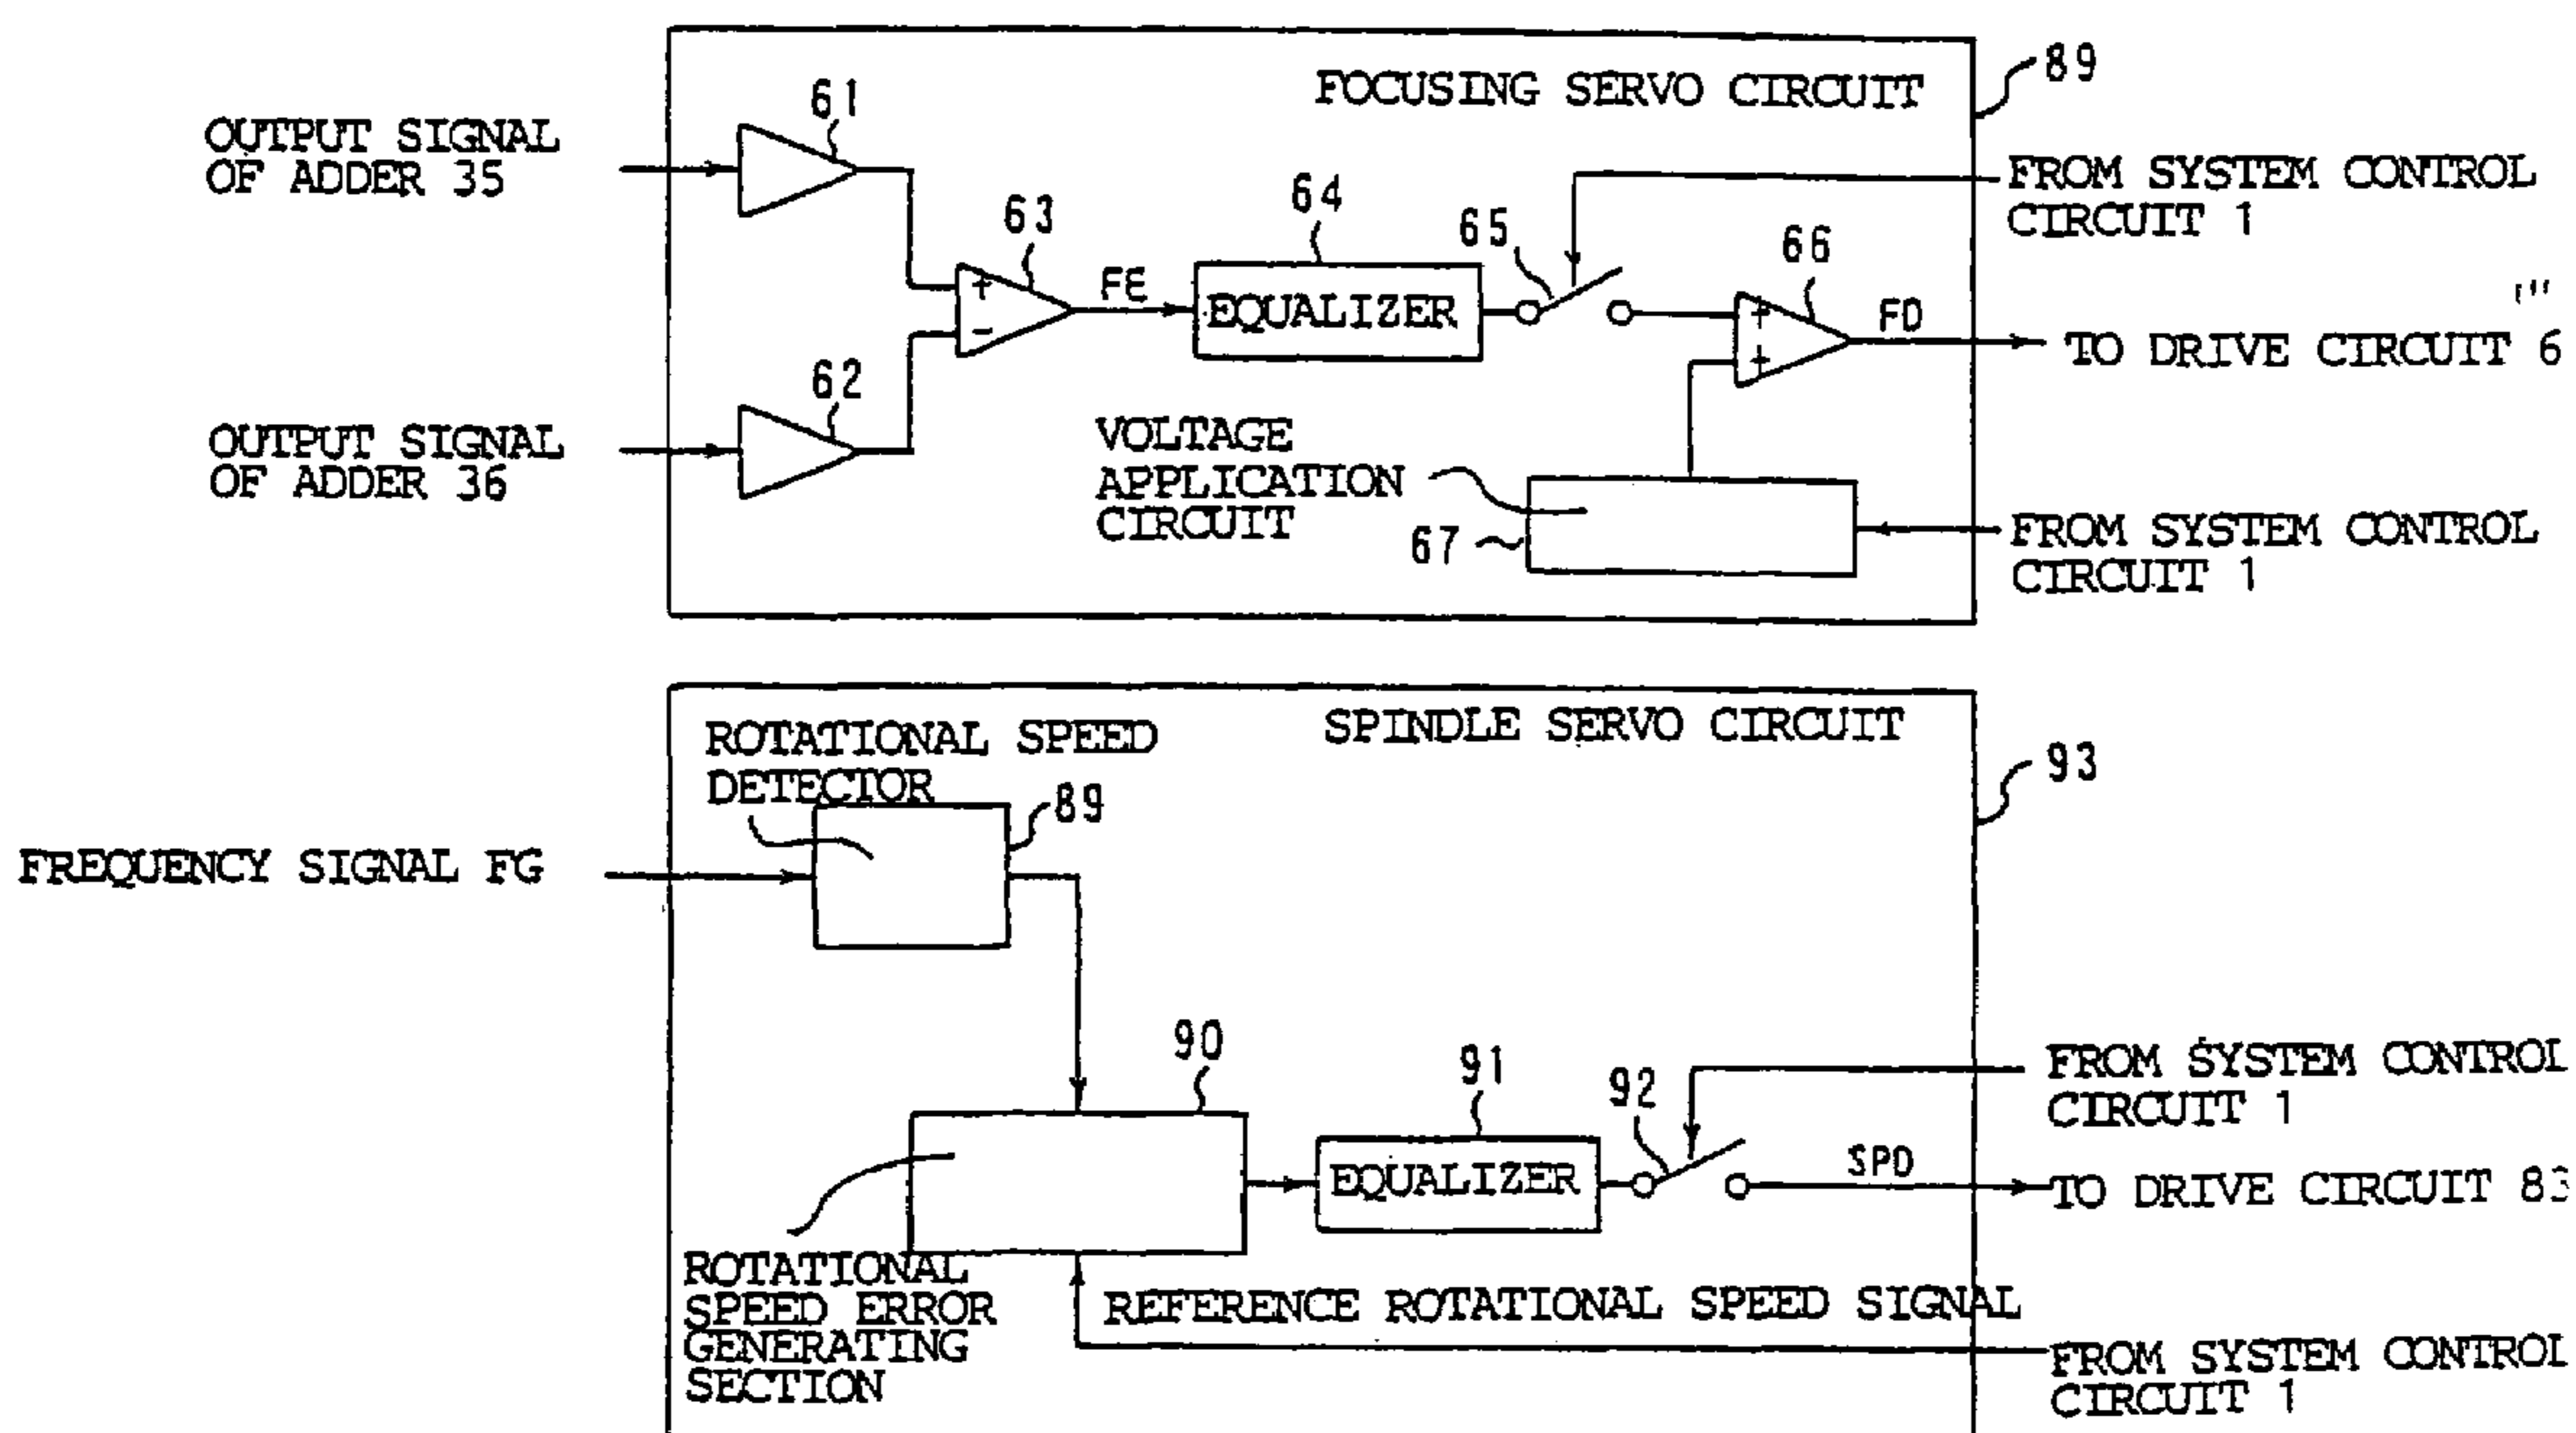 FOCUSING SERVO CIRCUIT
89
OUTPUT SIGNAL
OF ADDER 35
61
FROM SYSTEM CONTROL
CIRCUIT 1
63
FE
64
EQUALIZER
65
66
+
-
+
+
FD
TO DRIVE CIRCUIT 6
OUTPUT SIGNAL
OF ADDER 36
62
VOLTAGE
APPLICATION
CIRCUIT
67
FROM SYSTEM CONTROL
CIRCUIT 1
SPINDLE SERVO CIRCUIT
93
ROTATIONAL SPEED
DETECTOR
89
FREQUENCY SIGNAL FG
90
91
EQUALIZER
92
FROM SYSTEM CONTROL
CIRCUIT 1
SPD
TO DRIVE CIRCUIT 83
ROTATIONAL
SPEED ERROR
GENERATING
SECTION
REFERENCE ROTATIONAL SPEED SIGNAL
FROM SYSTEM CONTROL
CIRCUIT 1